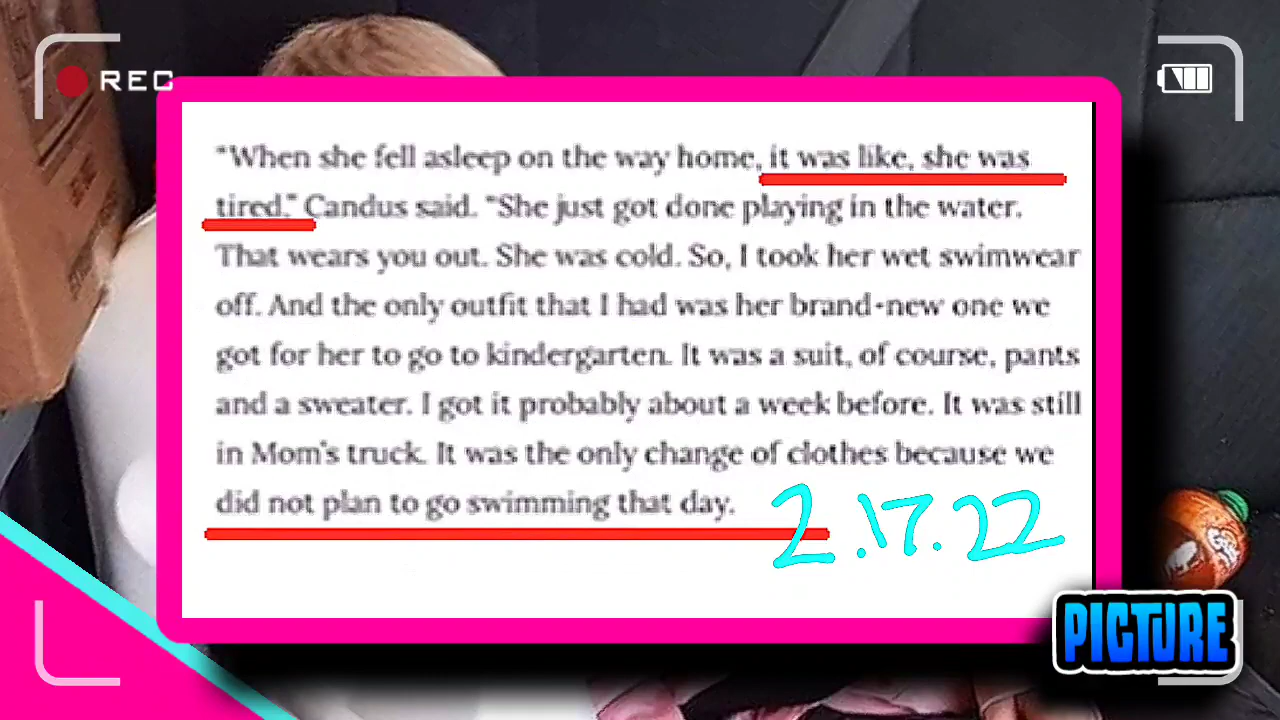 REC
“When she fell asleep on the way home, it was like, she was
tired.” Candus said. “She just got done playing in the water.
That wears you out. She was cold. So, I took her wet swimwear
off. And the only outfit that I had was her brand-new one we
got for her to go to kindergarten. It was a suit, of course, pants
and a sweater. I got it probably about a week before. It was still
in Mom's truck. It was the only change of clothes because we
did not plan to go swimming that day.
2.17.22
PICTURE